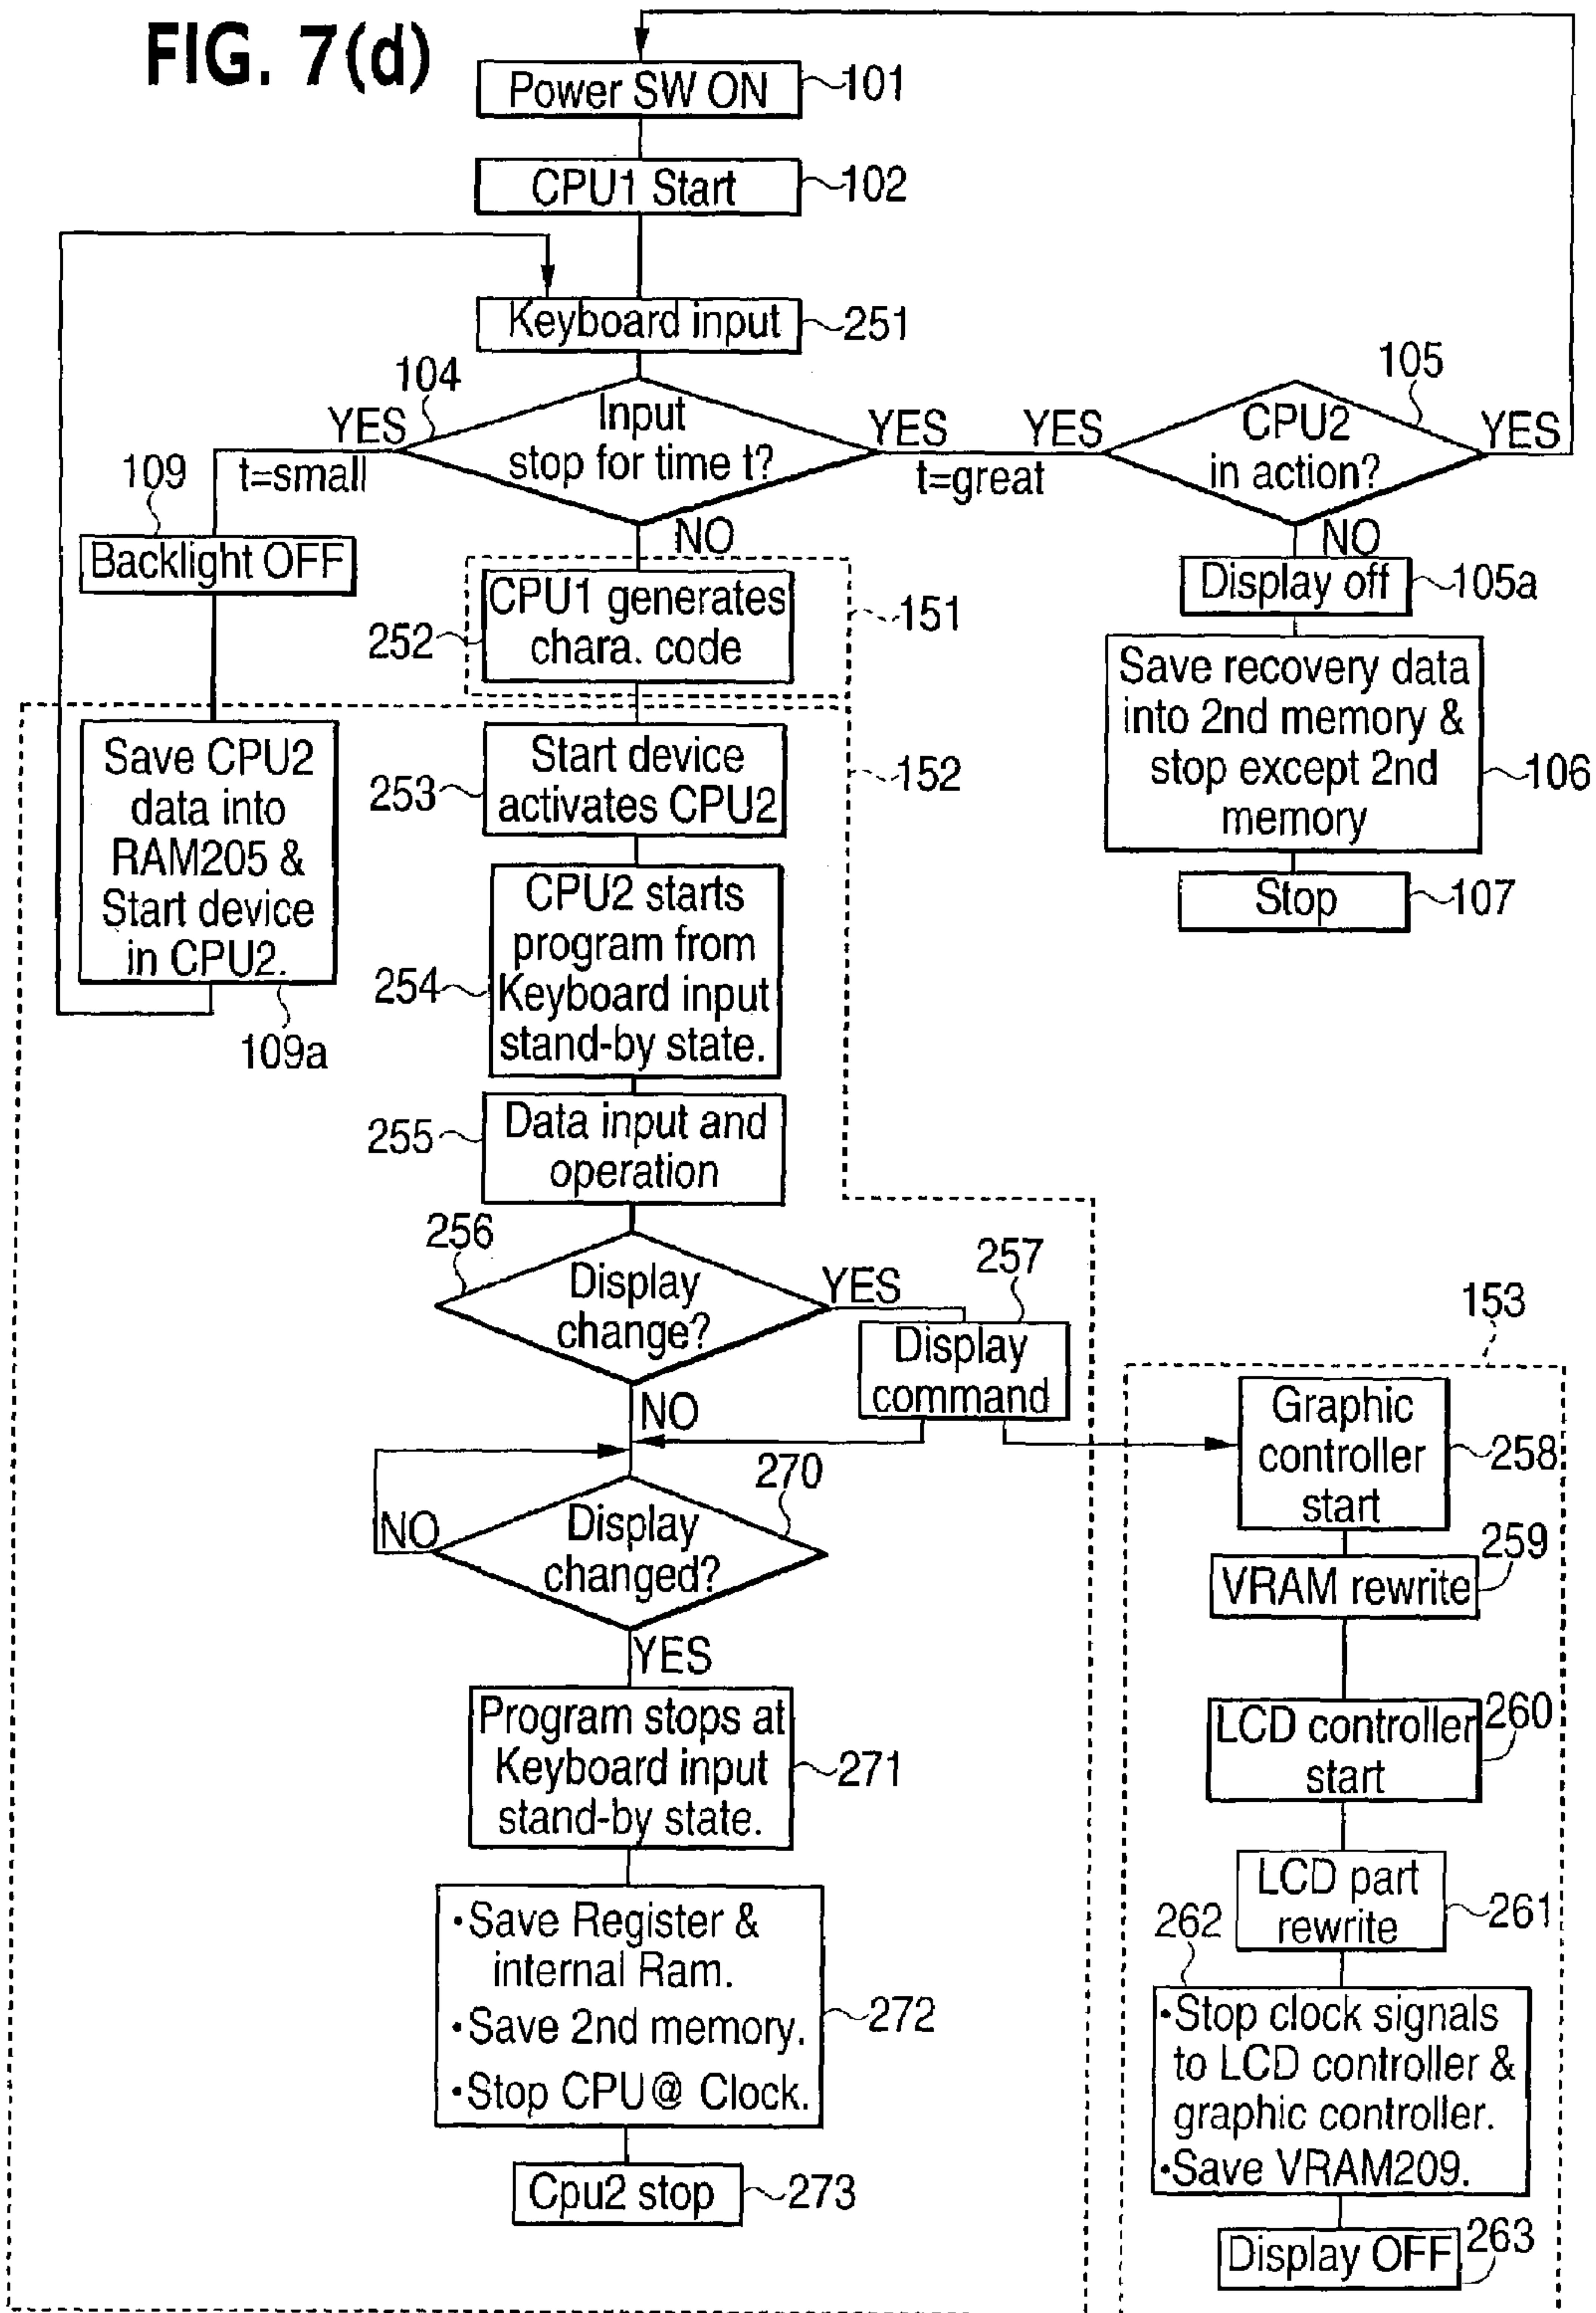 FIG. 7(d)
Power SW ON
101
CPU1 Start
102
Keyboard input
251
104
Input
stop for time t?
YES
t=small
YES
t=great
NO
105
YES
CPU2
in action?
YES
NO
109
Backlight OFF
CPU1 generates
chara. code
252
151
Display off
105a
Save recovery data
into 2nd memory &
stop except 2nd
memory
106
Stop
107
Save CPU2
data into
RAM205 &
Start device
in CPU2.
109a
Start device
activates CPU2
253
152
CPU2 starts
program from
Keyboard input
stand-by state.
254
Data input and
operation
255
256
Display
change?
YES
NO
257
Display
command
270
Display
changed?
NO
YES
Program stops at
Keyboard input
stand-by state.
271
•Save Register &
internal Ram.
•Save 2nd memory.
•Stop CPU@ Clock.
272
Cpu2 stop
273
153
Graphic
controller
start
258
VRAM rewrite
259
LCD controller
start
260
LCD part
rewrite
261
262
•Stop clock signals
to LCD controller &
graphic controller.
•Save VRAM209.
Display OFF
263